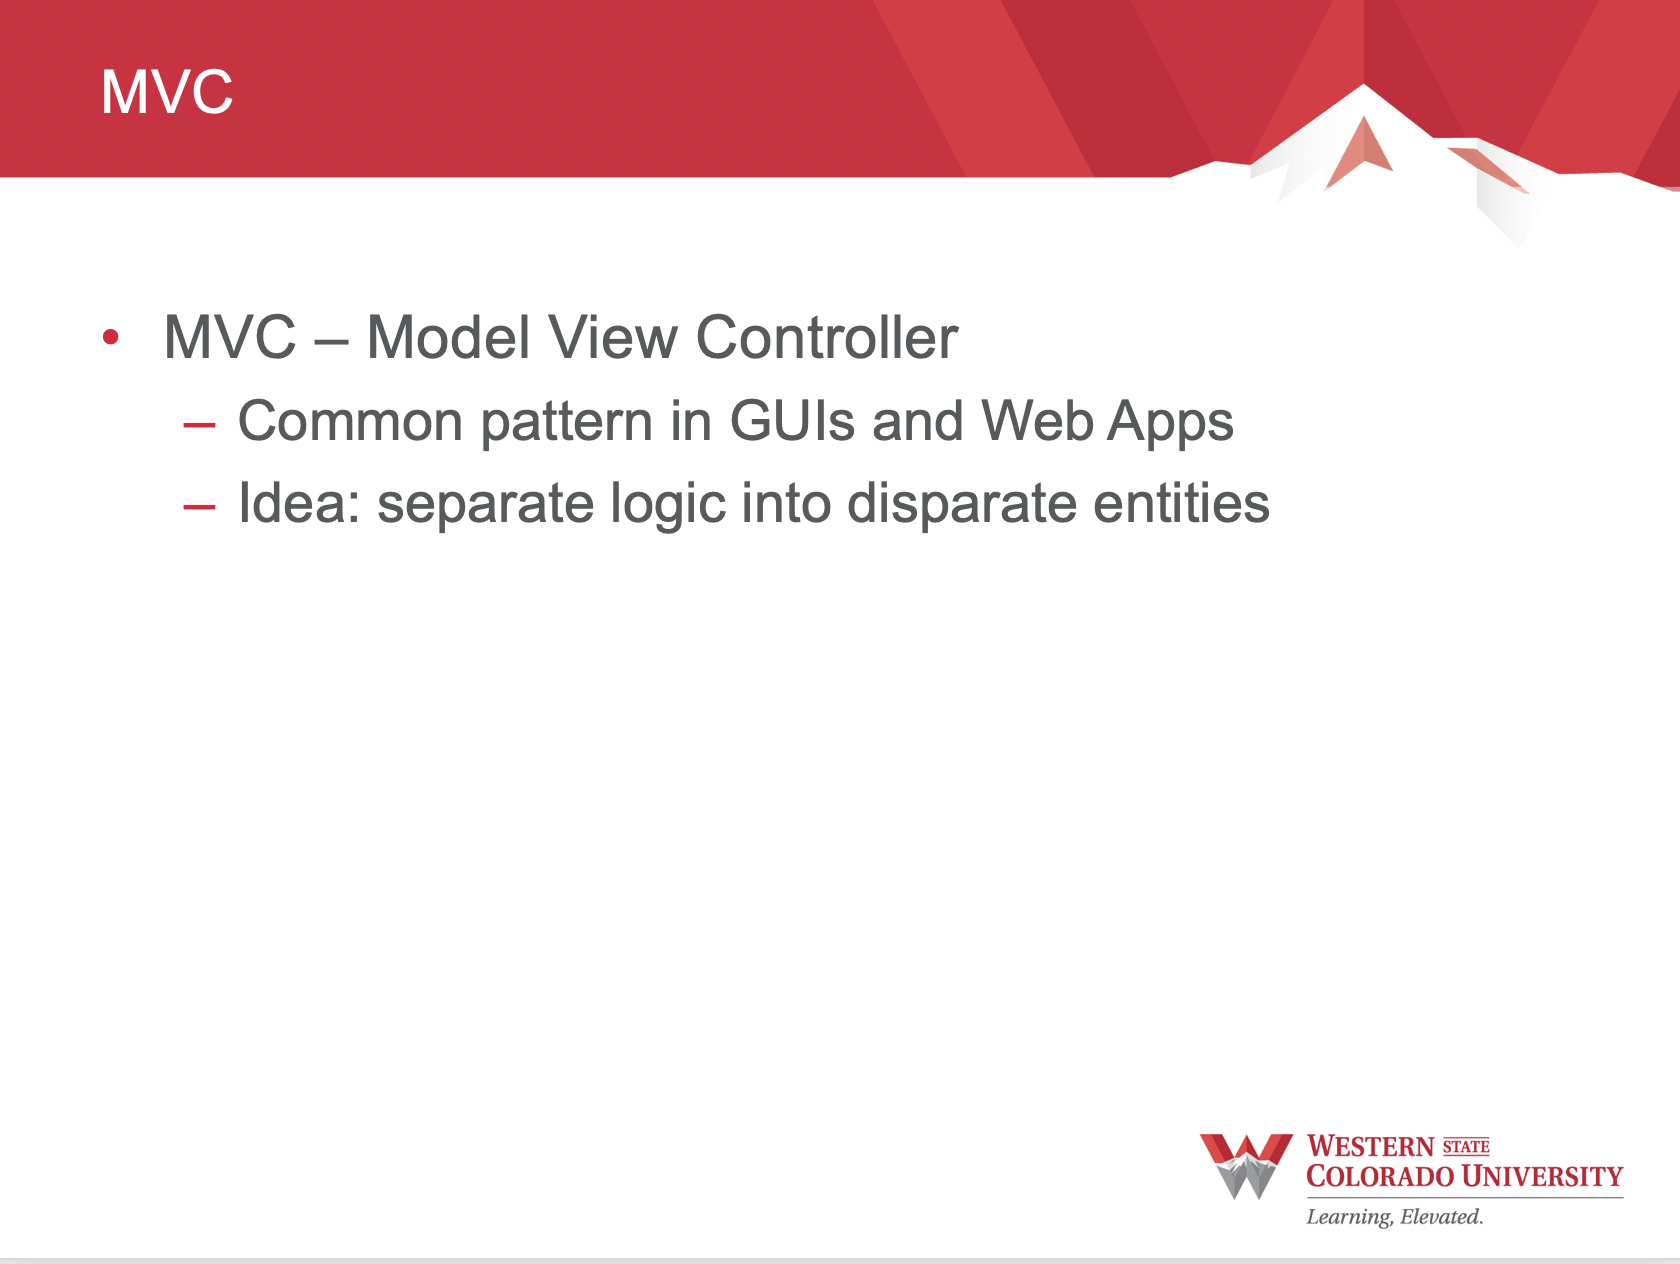 MVC
• MVC – Model View Controller
– Common pattern in GUIs and Web Apps
– Idea: separate logic into disparate entities
WESTERN STATE
COLORADO UNIVERSITY
Learning, Elevated.